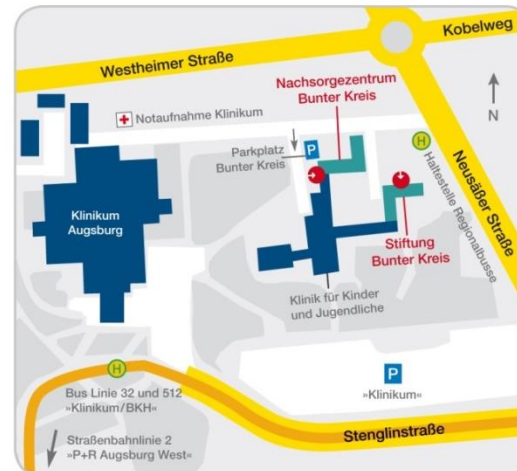 Kobelweg
Westheimer Straße
Nachsorgezentrum
Bunter Kreis
Notaufnahme Klinikum
N
Parkplatz
Bunter Kreis
P
H
Haltestelle Regionalbusse
Neusäßer Straße
Klinikum
Augsburg
Stiftung
Bunter Kreis
Klinik für Kinder
und Jugendliche
H
P
Bus Linie 32 und 512
»Klinikum/BKH«
»Klinikum«
Straßenbahnlinie 2
»P+R Augsburg West«
Stenglinstraße